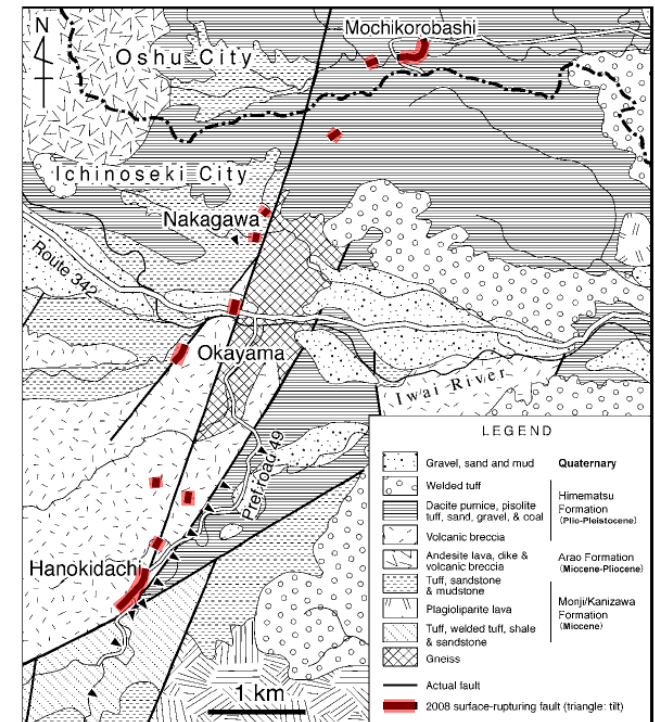 N
Mochikorobashi
Oshu City
Ichinoseki City
Nakagawa
Route 342
Okayama
Iwai River
Pref. road 49
Hanokidachi
1 km
LEGEND
Gravel, sand and mud
Quaternary
Welded tuff
Dacite pumice, pisolite
tuff, sand, gravel, & coal
Himematsu
Formation
(Plio-Pleistocene)
Volcanic breccia
Andesite lava, dike &
volcanic breccia
Arao Formation
(Miocene-Pliocene)
Tuff, sandstone
& mudstone
Plagioliparite lava
Monji/Kanizawa
Formation
(Miocene)
Tuff, welded tuff, shale
& sandstone
Gneiss
Actual fault
2008 surface-rupturing fault (triangle: tilt)